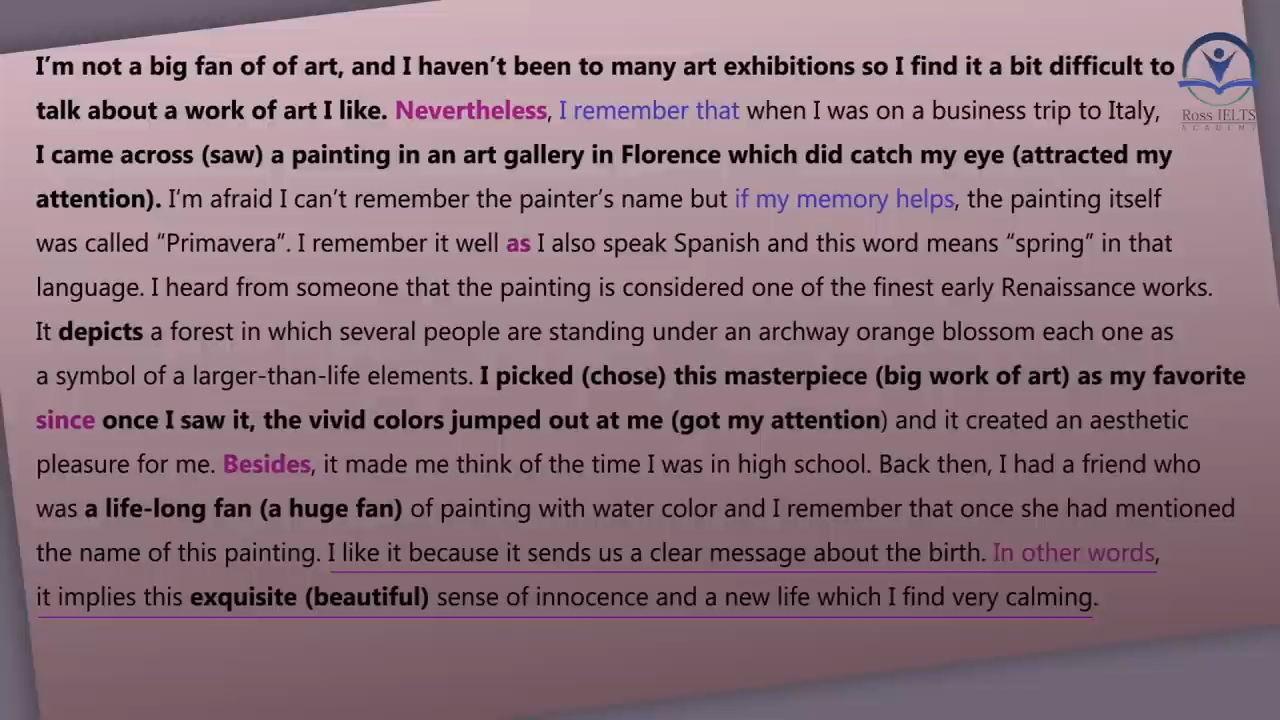 I'm not a big fan of of art, and I haven't been to many art exhibitions so I find it a bit difficult to
talk about a work of art I like. Nevertheless, I remember that when I was on a business trip to Italy,
I came across (saw) a painting in an art gallery in Florence which did catch my eye (attracted my
attention). I'm afraid I can't remember the painter's name but if my memory helps, the painting itself
was called “Primavera”. I remember it well as I also speak Spanish and this word means “spring” in that
language. I heard from someone that the painting is considered one of the finest early Renaissance works.
It depicts a forest in which several people are standing under an archway orange blossom each one as
a symbol of a larger-than-life elements. I picked (chose) this masterpiece (big work of art) as my favorite
since once I saw it, the vivid colors jumped out at me (got my attention) and it created an aesthetic
pleasure for me. Besides, it made me think of the time I was in high school. Back then, I had a friend who
was a life-long fan (a huge fan) of painting with water color and I remember that once she had mentioned
the name of this painting. I like it because it sends us a clear message about the birth. In other words,
it implies this exquisite (beautiful) sense of innocence and a new life which I find very calming.
Ross IELTS
ACADEMY